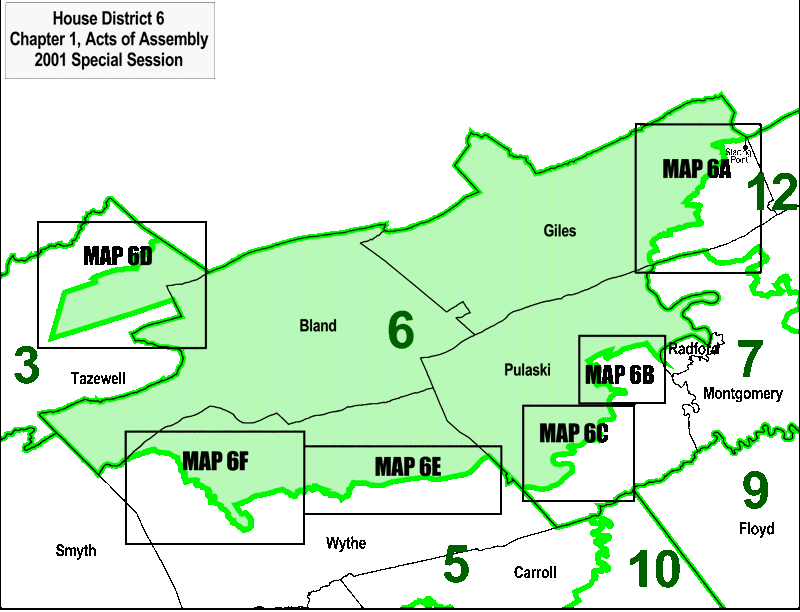 House District 6
Chapter 1, Acts of Assembly
2001 Special Session
Starting
Point
MAP 6A
12
MAP 6D
Giles
Bland
6
3
Tazewell
Pulaski
MAP 6B
Radford
7
Montgomery
MAP 6C
MAP 6F
MAP 6E
9
Floyd
Smyth
Wythe
5
Carroll
10